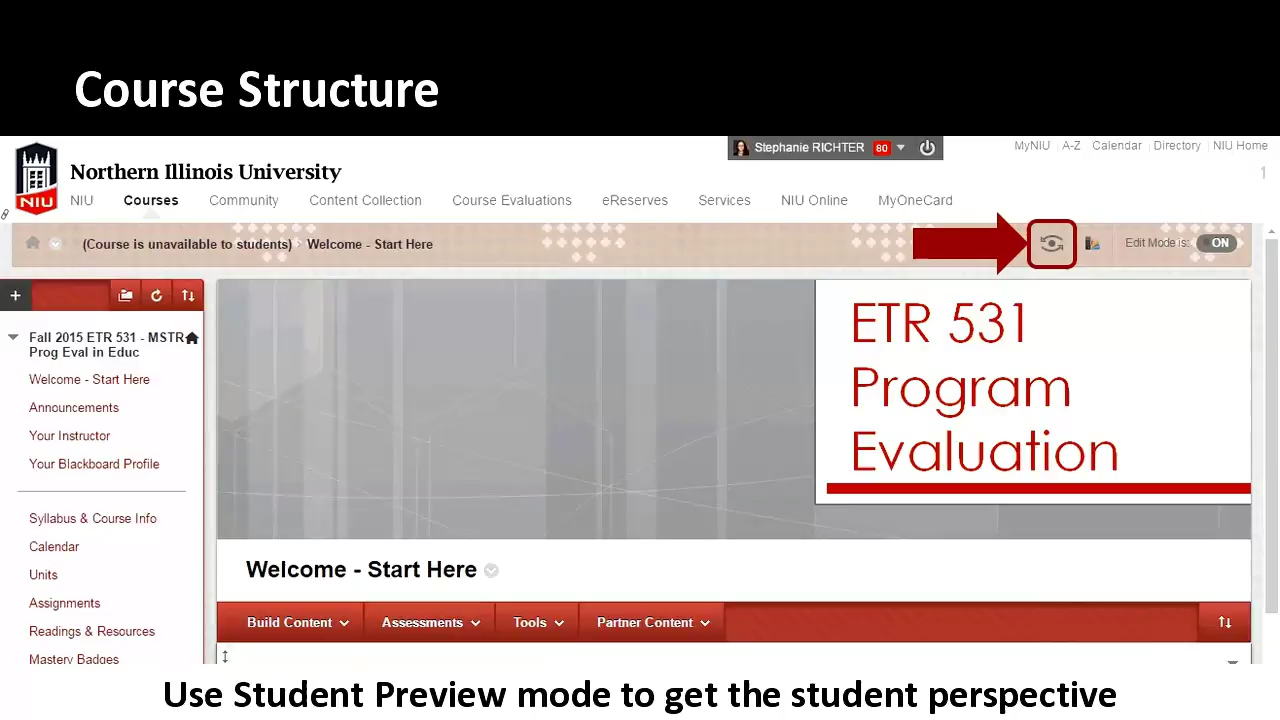 Course Structure
Stephanie RICHTER 80
MyNIU A-Z Calendar Directory NIU Home
Northern Illinois University
NIU
1
NIU Courses Community Content Collection Course Evaluations eReserves Services NIU Online MyOneCard
(Course is unavailable to students) Welcome - Start Here
Edit Mode is: ON
Fall 2015 ETR 531 - MSTR
Prog Eval in Educ
Welcome - Start Here
Announcements
Your Instructor
Your Blackboard Profile
Syllabus & Course Info
Calendar
Units
Assignments
Readings & Resources
Mastery Badges
ETR 531
Program
Evaluation
Welcome - Start Here
Build Content Assessments Tools Partner Content
Use Student Preview mode to get the student perspective